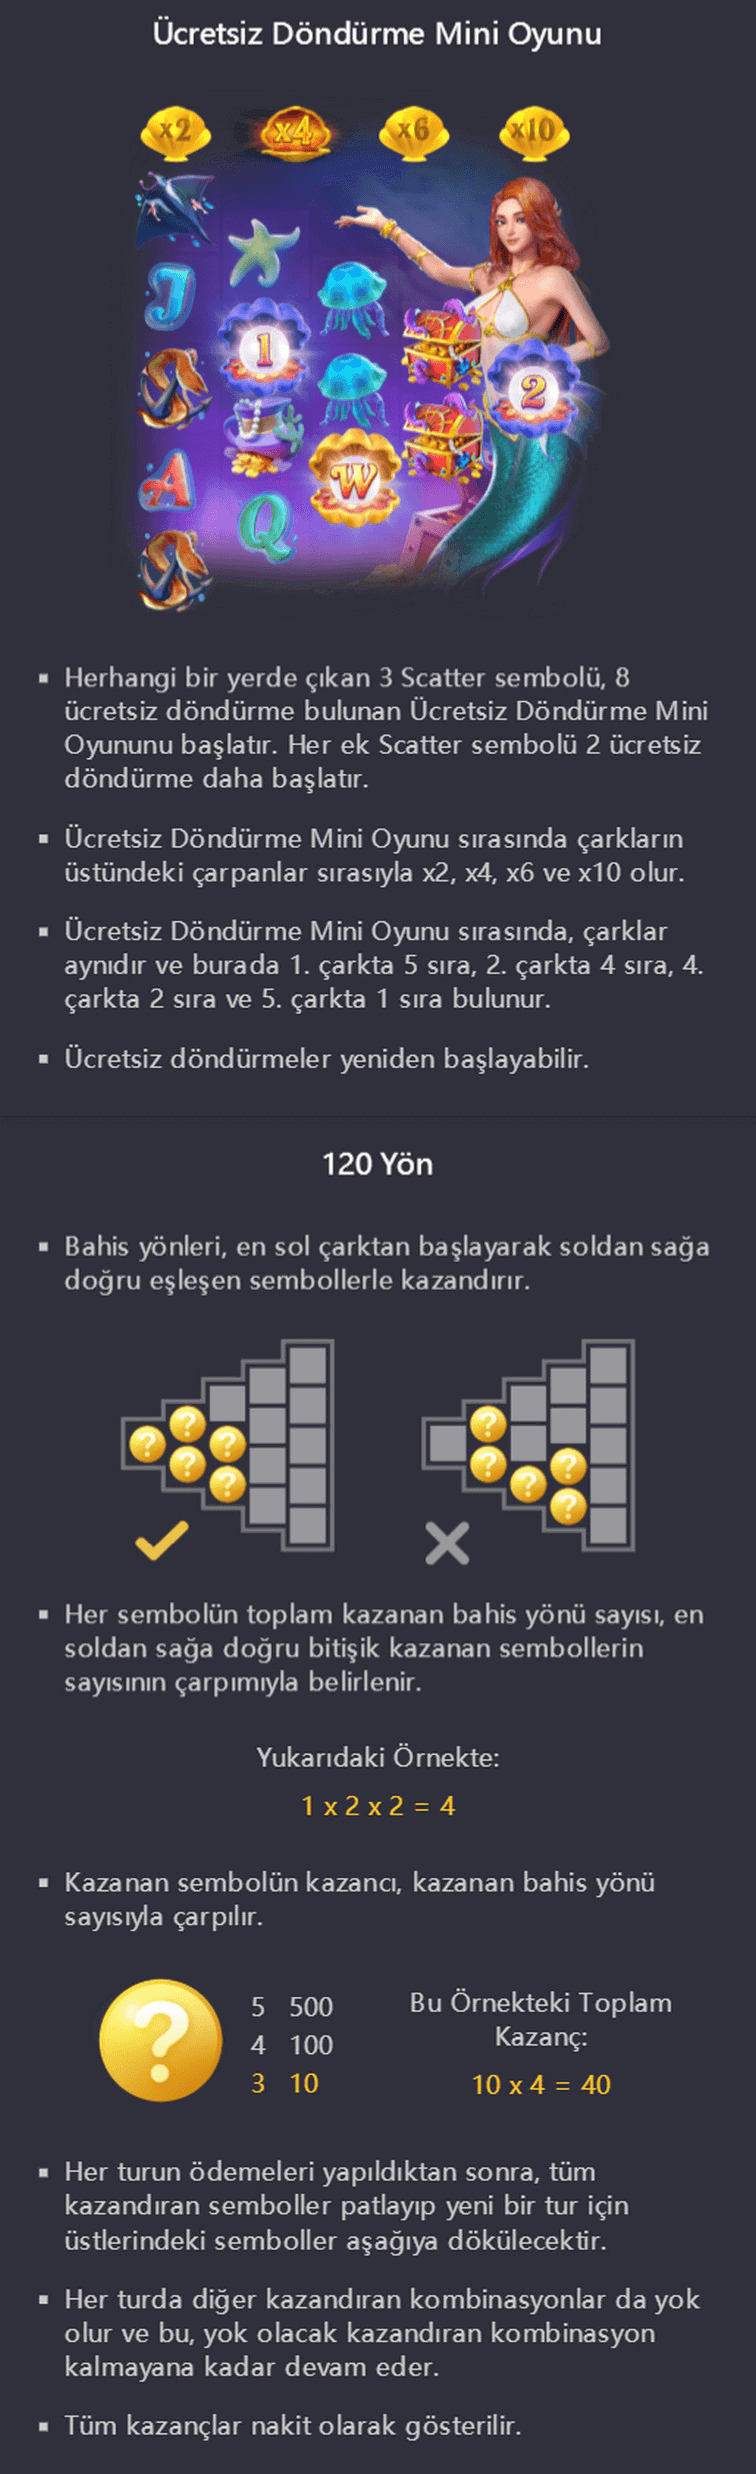 Ücretsiz Döndürme Mini Oyunu
x2 x4 x6 x10
J
1
2
W
A
Q
Herhangi bir yerde çıkan 3 Scatter sembolü, 8
ücretsiz döndürme bulunan Ücretsiz Döndürme Mini
Oyununu başlatır. Her ek Scatter sembolü 2 ücretsiz
döndürme daha başlatır.
Ücretsiz Döndürme Mini Oyunu sırasında çarkların
üstündeki çarpanlar sırasıyla x2, x4, x6 ve x10 olur.
Ücretsiz Döndürme Mini Oyunu sırasında, çarklar
aynıdır ve burada 1. çarkta 5 sıra, 2. çarkta 4 sıra, 4.
çarkta 2 sıra ve 5. çarkta 1 sıra bulunur.
Ücretsiz döndürmeler yeniden başlayabilir.
120 Yön
Bahis yönleri, en sol çarktan başlayarak soldan sağa
doğru eşleşen sembollerle kazandırır.
? ? ? ? ?
? ? ? ? ?
Her sembolün toplam kazanan bahis yönü sayısı, en
soldan sağa doğru bitişik kazanan sembollerin
sayısının çarpımıyla belirlenir.
Yukarıdaki Örnekte:
1 x 2 x 2 = 4
Kazanan sembolün kazancı, kazanan bahis yönü
sayısıyla çarpılır.
?
5 500
4 100
3 10
Bu Örnekteki Toplam
Kazanç:
10 x 4 = 40
Her turun ödemeleri yapıldıktan sonra, tüm
kazandıran semboller patlayıp yeni bir tur için
üstlerindeki semboller aşağıya dökülecektir.
Her turda diğer kazandıran kombinasyonlar da yok
olur ve bu, yok olacak kazandıran kombinasyon
kalmayana kadar devam eder.
Tüm kazançlar nakit olarak gösterilir.